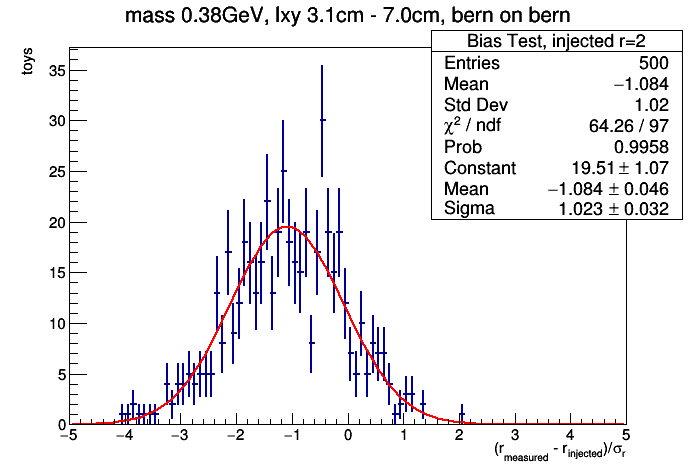 mass 0.38GeV, lxy 3.1cm - 7.0cm, bern on bern
Bias Test, injected r=2
Entries 500
Mean −1.084
Std Dev 1.02
χ² / ndf 64.26 / 97
Prob 0.9958
Constant 19.51 ± 1.07
Mean −1.084 ± 0.046
Sigma 1.023 ± 0.032
toys
35
30
25
20
15
10
5
0
−5 −4 −3 −2 −1 0 1 2 3 4 5
(r_measured - r_injected)/σ_r